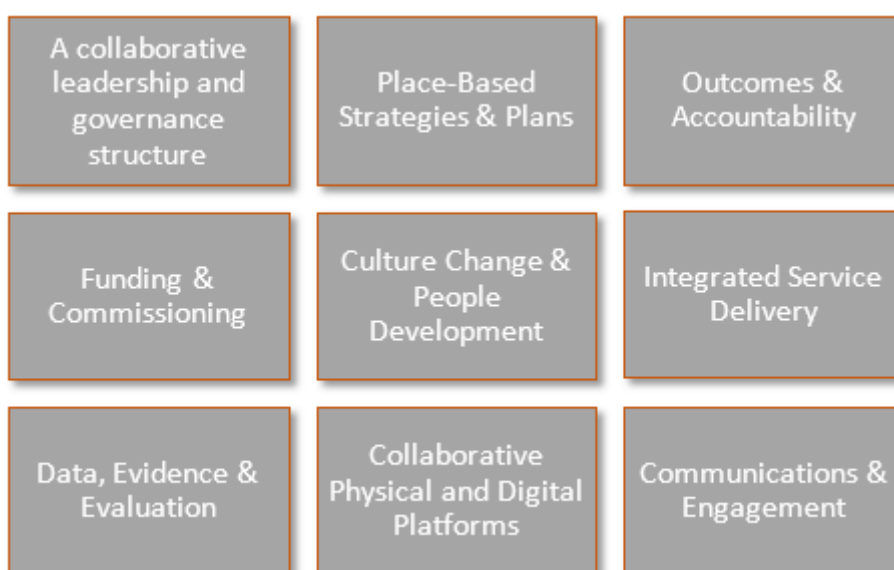 A collaborative
leadership and
governance
structure
Place-Based
Strategies & Plans
Outcomes &
Accountability
Funding &
Commissioning
Culture Change &
People
Development
Integrated Service
Delivery
Data, Evidence &
Evaluation
Collaborative
Physical and Digital
Platforms
Communications &
Engagement